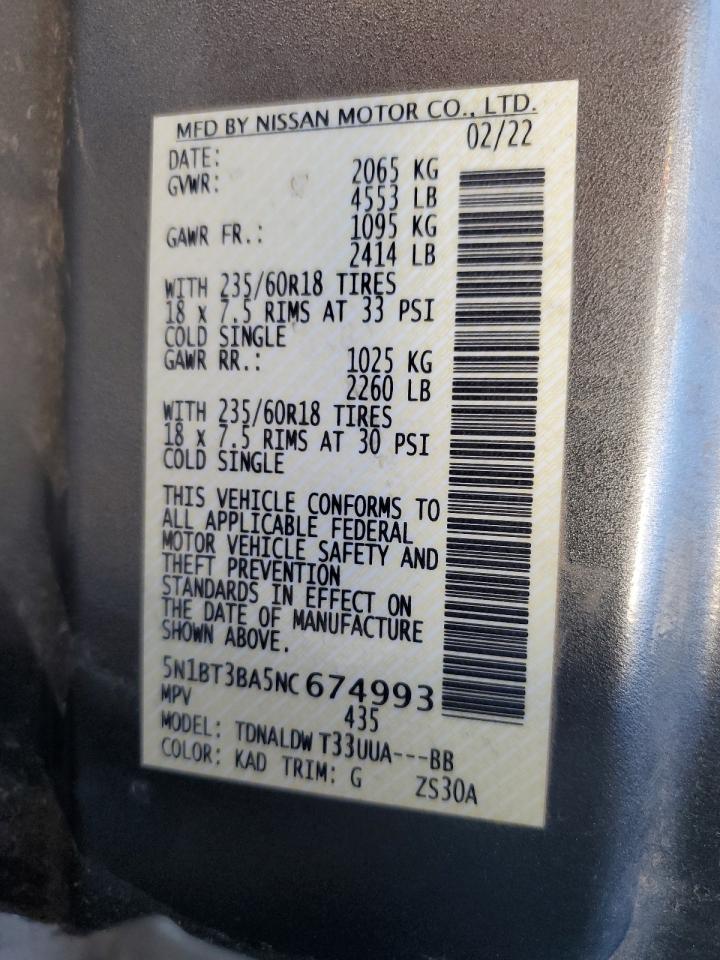 MFD BY NISSAN MOTOR CO., LTD.
DATE: 02/22
GVWR: 2065 KG
4553 LB
GAWR FR.: 1095 KG
2414 LB
WITH 235/60R18 TIRES
18 x 7.5 RIMS AT 33 PSI
COLD SINGLE
GAWR RR.: 1025 KG
2260 LB
WITH 235/60R18 TIRES
18 x 7.5 RIMS AT 30 PSI
COLD SINGLE
THIS VEHICLE CONFORMS TO
ALL APPLICABLE FEDERAL
MOTOR VEHICLE SAFETY AND
THEFT PREVENTION
STANDARDS IN EFFECT ON
THE DATE OF MANUFACTURE
SHOWN ABOVE.
5N1BT3BA5NC674993
MPV 435
MODEL: TDNALDW T33UUA---BB
COLOR: KAD TRIM: G ZS30A